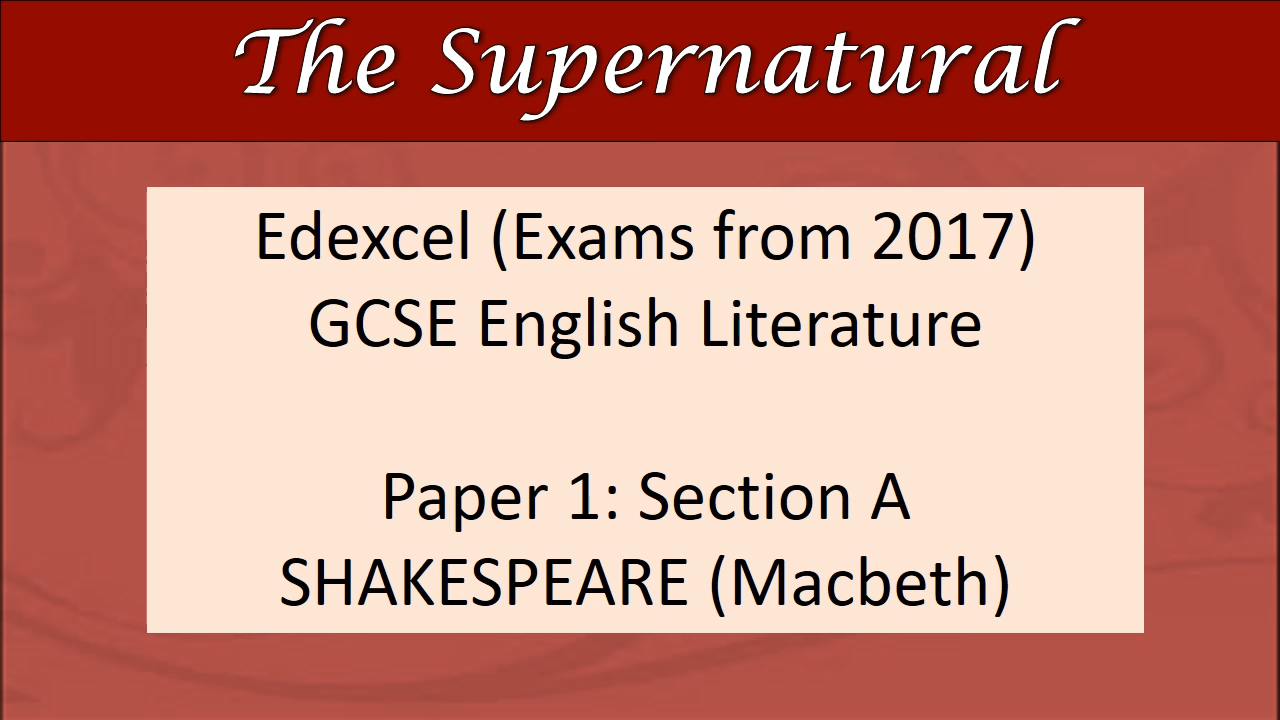 The Supernatural
Edexcel (Exams from 2017)
GCSE English Literature
Paper 1: Section A
SHAKESPEARE (Macbeth)